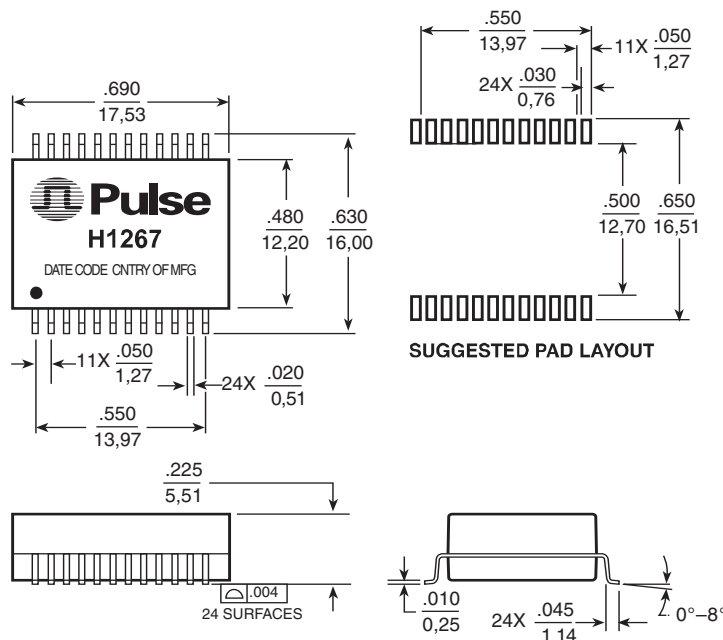 .690
17,53
Pulse
H1267
DATE CODE CNTRY OF MFG
.480
12,20
.630
16,00
11X .050
1,27
24X .020
0,51
.550
13,97
.550
13,97
11X .050
1,27
24X .030
0,76
.500
12,70
.650
16,51
SUGGESTED PAD LAYOUT
.225
5,51
.004
24 SURFACES
.010
0,25
24X .045
1,14
0°–8°